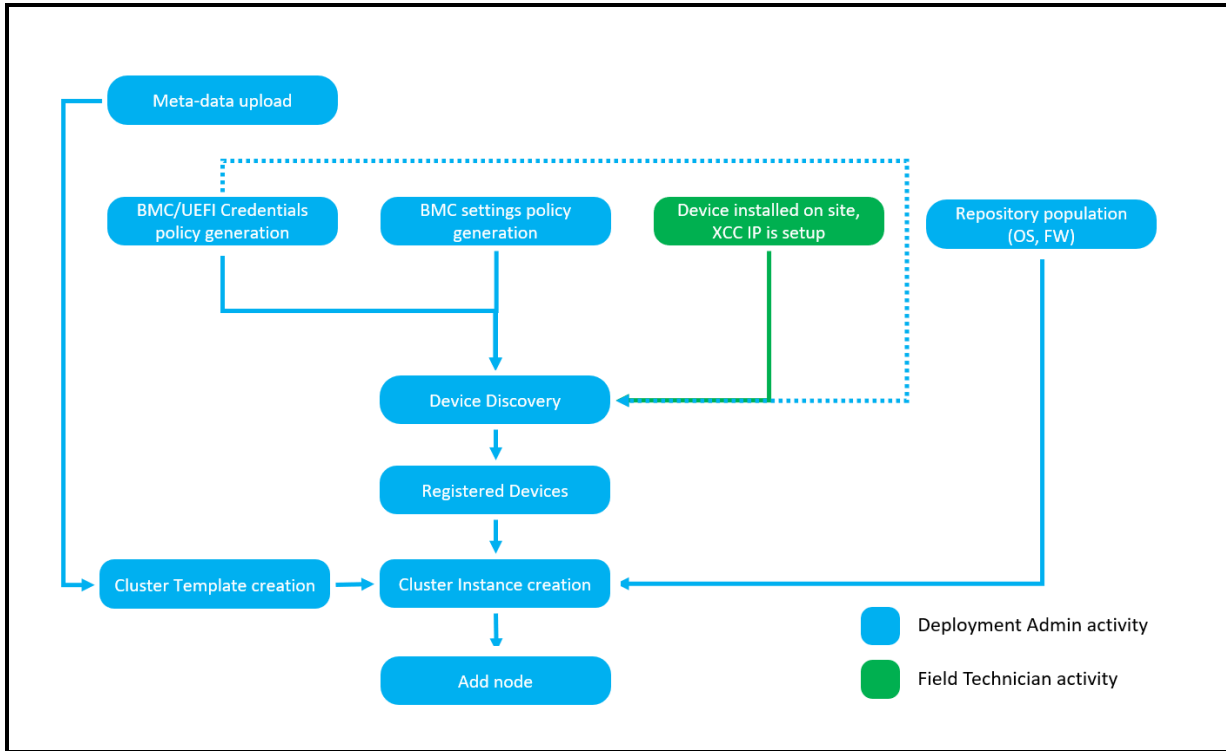 Meta-data upload
BMC/UEFI Credentials
policy generation
BMC settings policy
generation
Device installed on site,
XCC IP is setup
Repository population
(OS, FW)
Device Discovery
Registered Devices
Cluster Template creation
Cluster Instance creation
Add node
Deployment Admin activity
Field Technician activity